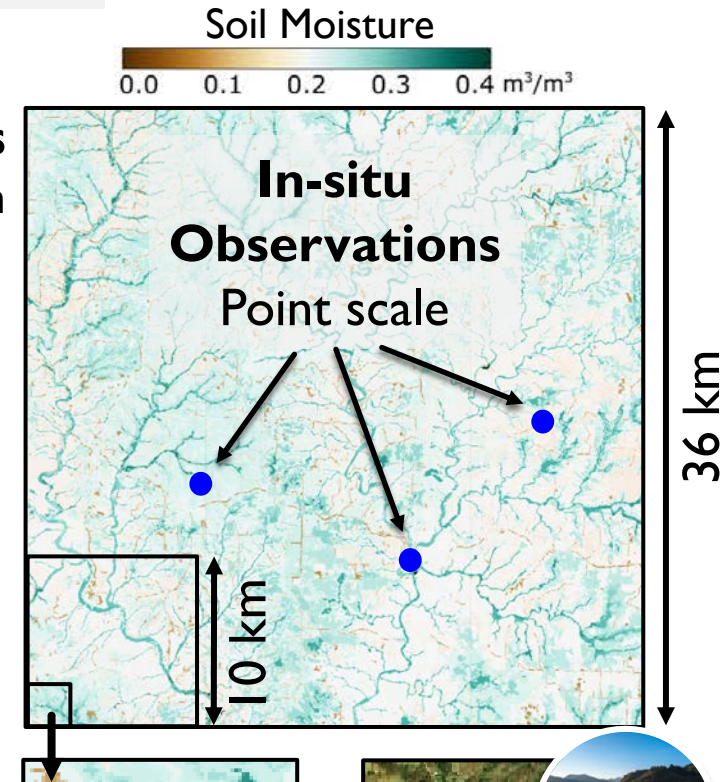 Soil Moisture
0.0 0.1 0.2 0.3 0.4 m³/m³
In-situ
Observations
Point scale
36 km
10 km